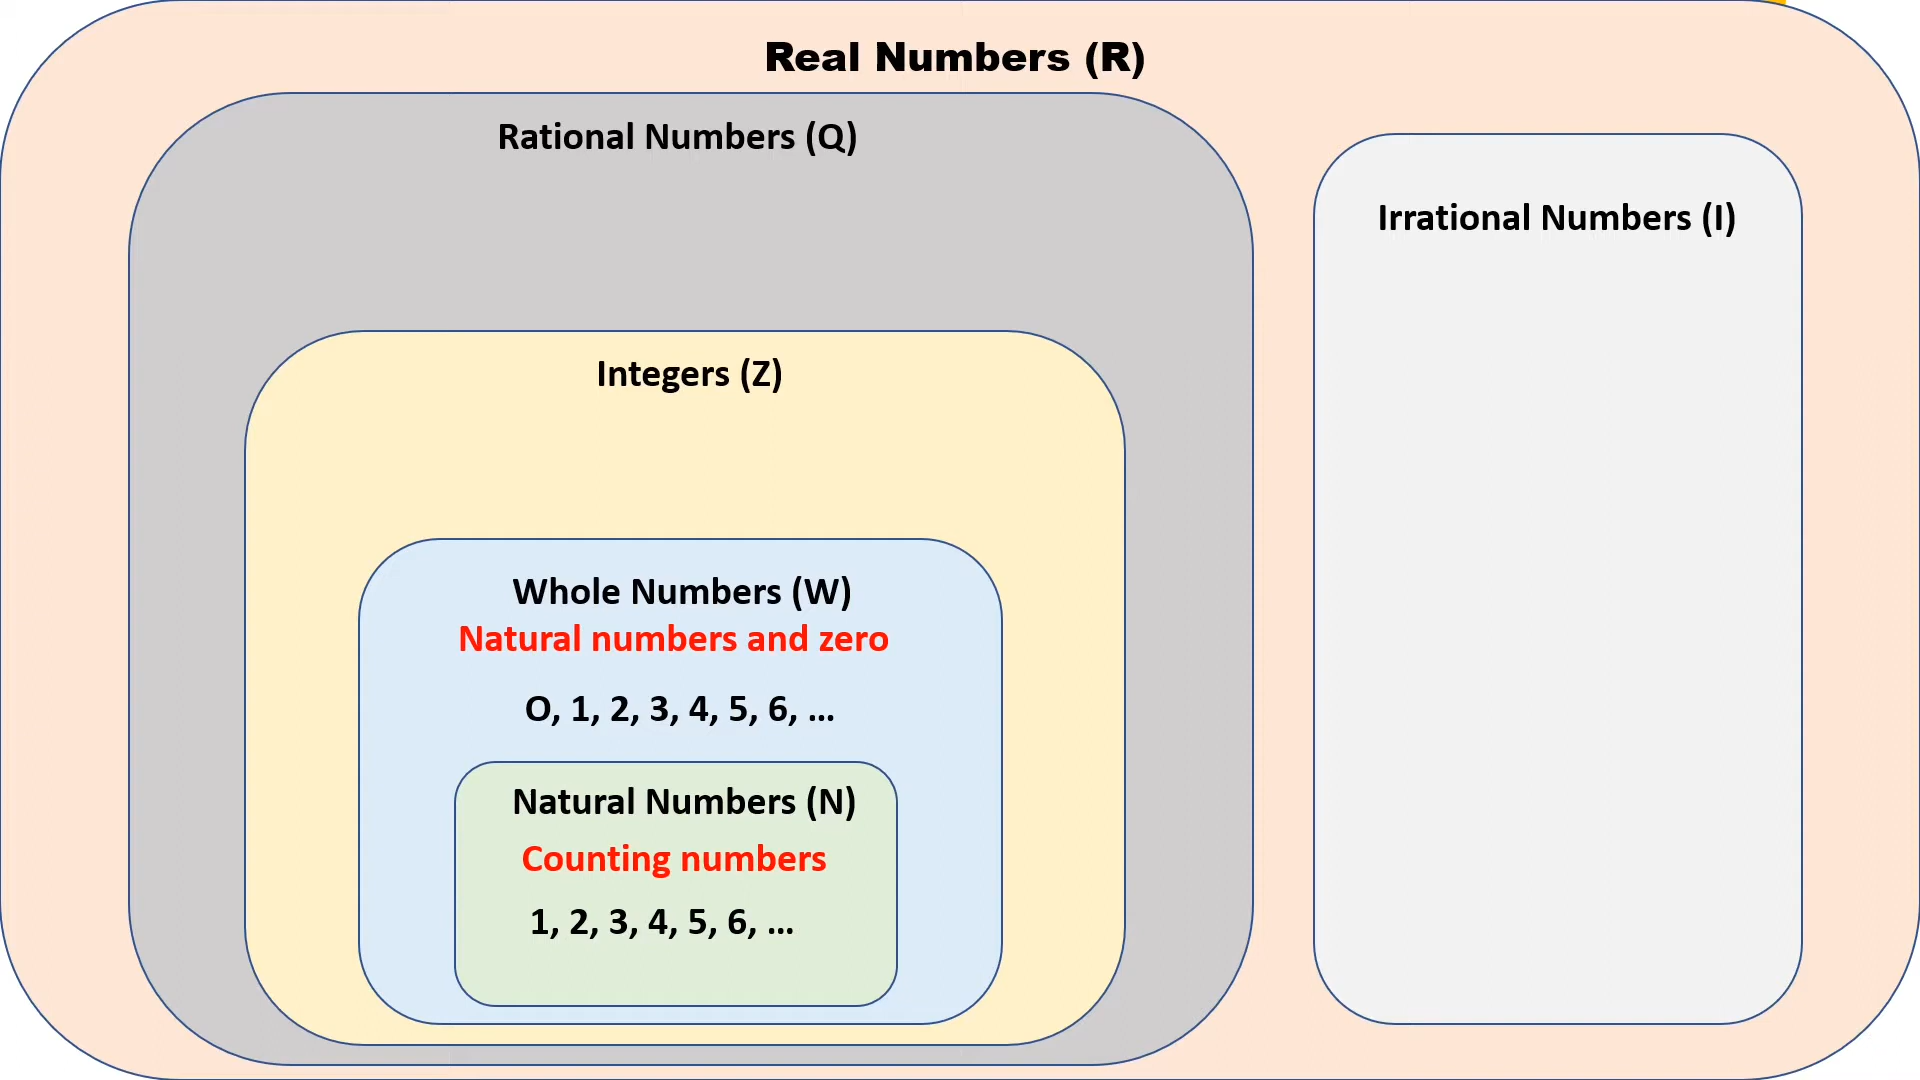 Real Numbers (R)
Rational Numbers (Q)
Irrational Numbers (I)
Integers (Z)
Whole Numbers (W)
Natural numbers and zero
O, 1, 2, 3, 4, 5, 6, ...
Natural Numbers (N)
Counting numbers
1, 2, 3, 4, 5, 6, ...